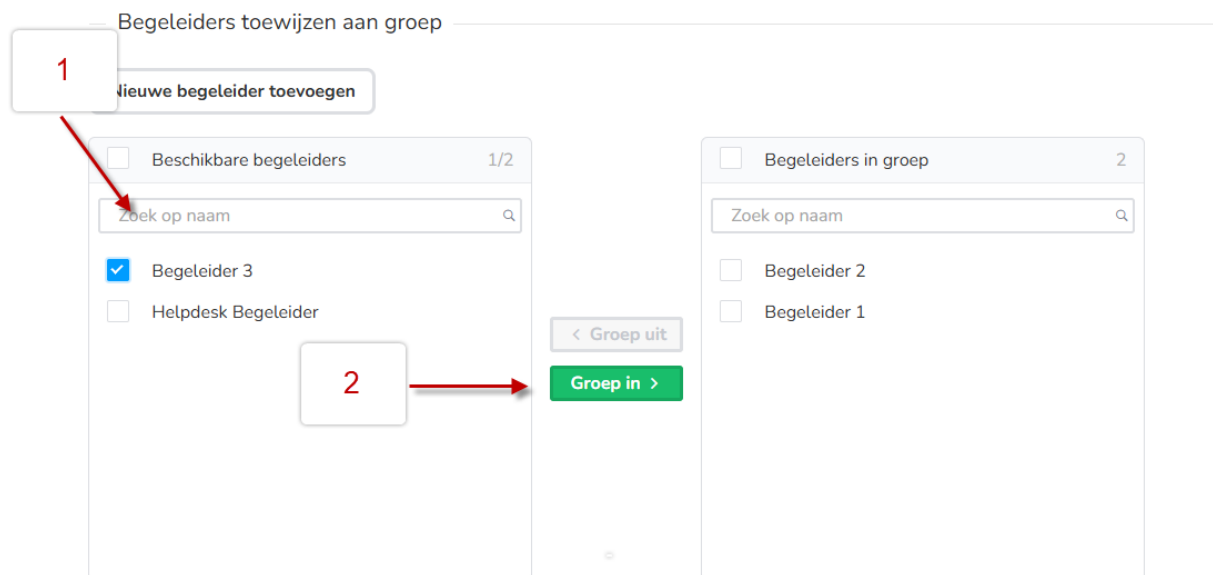 Begeleiders toewijzen aan groep
1
Nieuwe begeleider toevoegen
Beschikbare begeleiders 1/2
Zoek op naam
Begeleider 3
Helpdesk Begeleider
2
< Groep uit
Groep in >
Begeleiders in groep 2
Zoek op naam
Begeleider 2
Begeleider 1